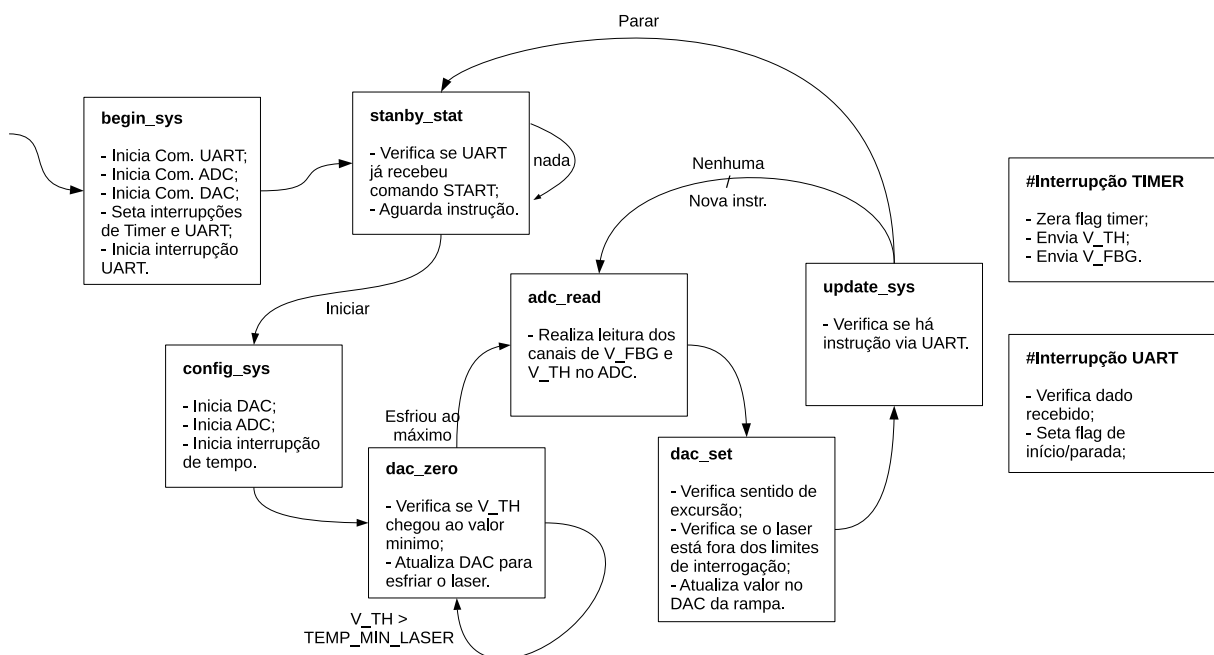 Parar
begin_sys
- Inicia Com. UART;
- Inicia Com. ADC;
- Inicia Com. DAC;
- Seta interrupções
de Timer e UART;
- Inicia interrupção
UART.
stanby_stat
- Verifica se UART
já recebeu
comando START;
- Aguarda instrução.
nada
Nenhuma
/
Nova instr.
#Interrupção TIMER
- Zera flag timer;
- Envia V_TH;
- Envia V_FBG.
Iniciar
adc_read
- Realiza leitura dos
canais de V_FBG e
V_TH no ADC.
update_sys
- Verifica se há
instrução via UART.
#Interrupção UART
- Verifica dado
recebido;
- Seta flag de
início/parada;
config_sys
- Inicia DAC;
- Inicia ADC;
- Inicia interrupção
de tempo.
Esfriou ao
máximo
dac_zero
- Verifica se V_TH
chegou ao valor
minimo;
- Atualiza DAC para
esfriar o laser.
V_TH >
TEMP_MIN_LASER
dac_set
- Verifica sentido de
excursão;
- Verifica se o laser
está fora dos limites
de interrogação;
- Atualiza valor no
DAC da rampa.